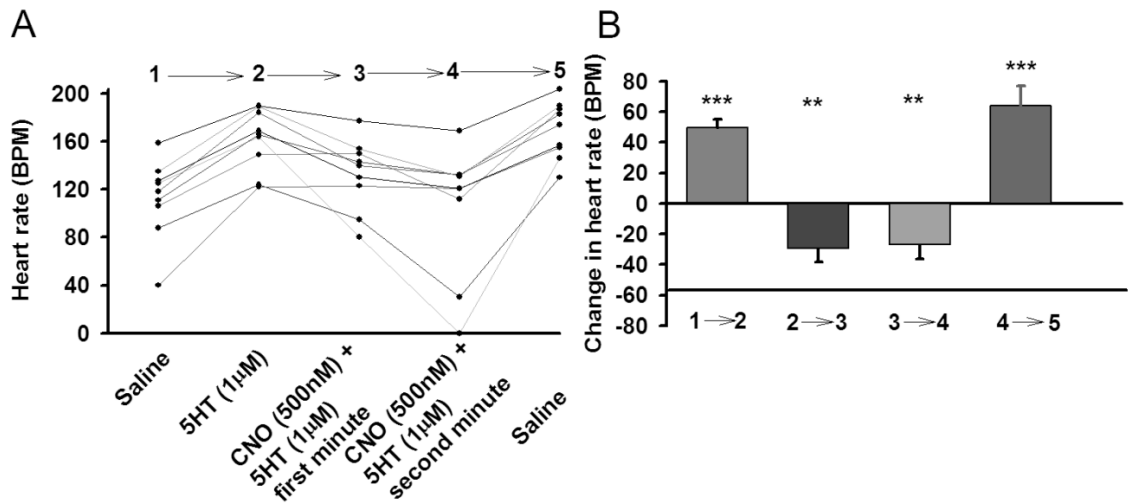 A
1 → 2 → 3 → 4 → 5
Heart rate (BPM)
200
160
120
80
40
0
Saline
5HT (1µM)
CNO (500nM) +
5HT (1µM)
first minute
CNO (500nM) +
5HT (1µM)
second minute
Saline
B
Change in heart rate (BPM)
80
60
40
20
0
-20
-40
-60
-80
***
**
**
***
1 → 2
2 → 3
3 → 4
4 → 5